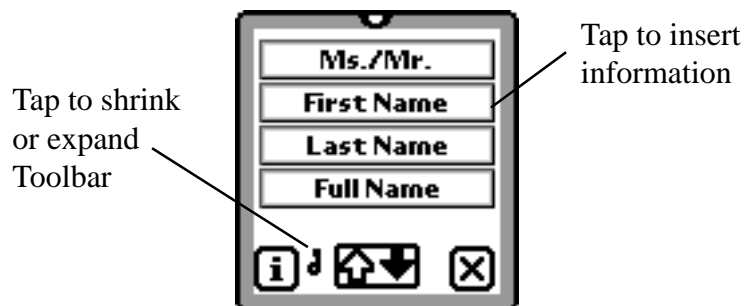 Ms./Mr.
First Name
Last Name
Full Name
i
Tap to insert
information
Tap to shrink
or expand
Toolbar